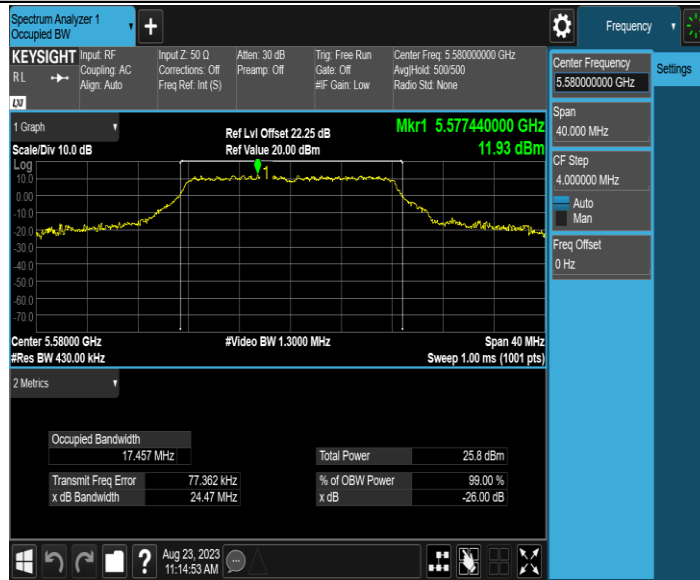 Spectrum Analyzer 1
Occupied BW
+
Frequency
KEYSIGHT
RL
LXI
Input: RF
Coupling: AC
Align: Auto
Input Z: 50 Ω
Corrections: Off
Freq Ref: Int (S)
Atten: 30 dB
Preamp: Off
Trig: Free Run
Gate: Off
#IF Gain: Low
Center Freq: 5.580000000 GHz
Avg|Hold: 500/500
Radio Std: None
Center Frequency
5.580000000 GHz
Settings
Span
40.000 MHz
CF Step
4.000000 MHz
Auto
Man
Freq Offset
0 Hz
1 Graph
Scale/Div 10.0 dB
Ref Lvl Offset 22.25 dB
Ref Value 20.00 dBm
Mkr1 5.577440000 GHz
11.93 dBm
Log
10.0
0.00
-10.0
-20.0
-30.0
-40.0
-50.0
-60.0
-70.0
1
Center 5.58000 GHz
#Res BW 430.00 kHz
#Video BW 1.3000 MHz
Span 40 MHz
Sweep 1.00 ms (1001 pts)
2 Metrics
Occupied Bandwidth
17.457 MHz
Total Power 25.8 dBm
Transmit Freq Error 77.362 kHz
x dB Bandwidth 24.47 MHz
% of OBW Power 99.00 %
x dB -26.00 dB
?
Aug 23, 2023
11:14:53 AM